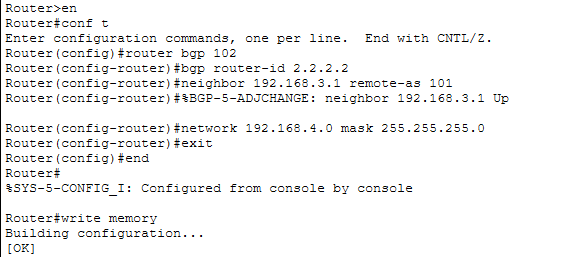 Router>en
Router#conf t
Enter configuration commands, one per line.  End with CNTL/Z.
Router(config)#router bgp 102
Router(config-router)#bgp router-id 2.2.2.2
Router(config-router)#neighbor 192.168.3.1 remote-as 101
Router(config-router)#%BGP-5-ADJCHANGE: neighbor 192.168.3.1 Up
Router(config-router)#network 192.168.4.0 mask 255.255.255.0
Router(config-router)#exit
Router(config)#end
Router#
%SYS-5-CONFIG_I: Configured from console by console
Router#write memory
Building configuration...
[OK]